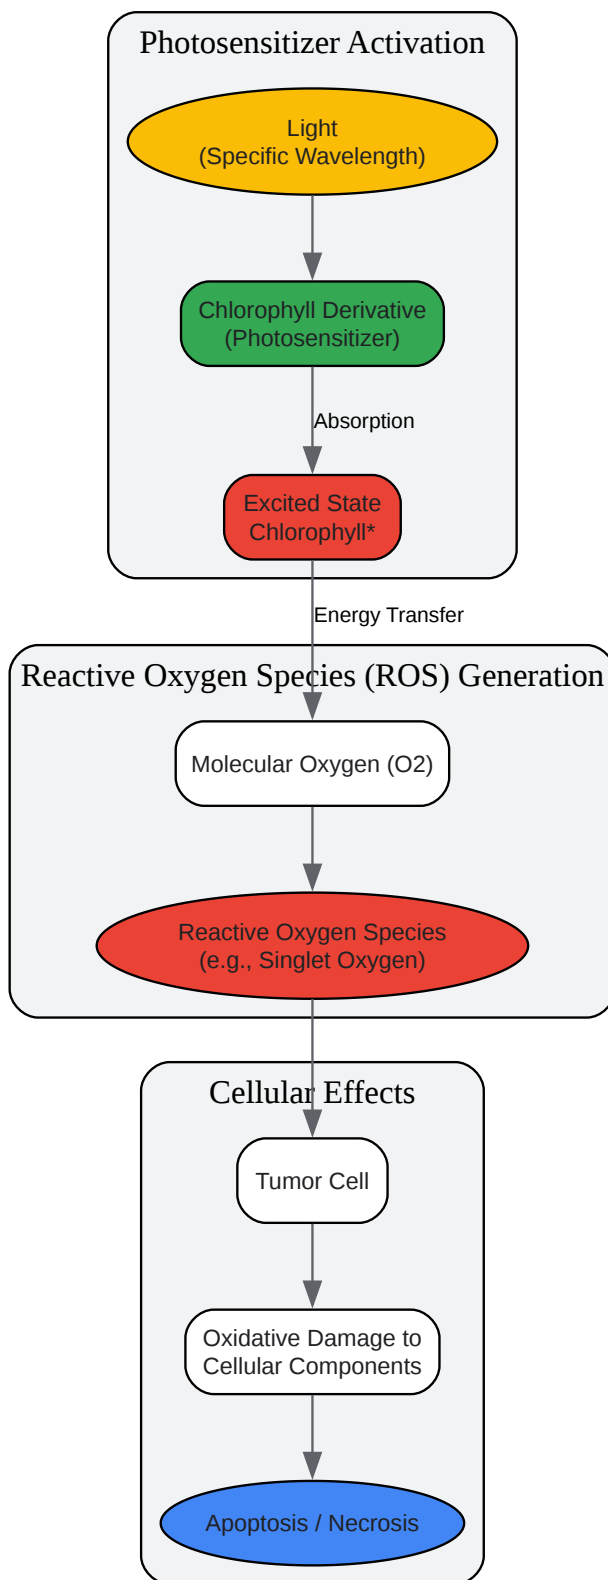 Photosensitizer Activation
Light
(Specific Wavelength)
Chlorophyll Derivative
(Photosensitizer)
Absorption
Excited State
Chlorophyll*
Energy Transfer
Reactive Oxygen Species (ROS) Generation
Molecular Oxygen (O2)
Reactive Oxygen Species
(e.g., Singlet Oxygen)
Cellular Effects
Tumor Cell
Oxidative Damage to
Cellular Components
Apoptosis / Necrosis